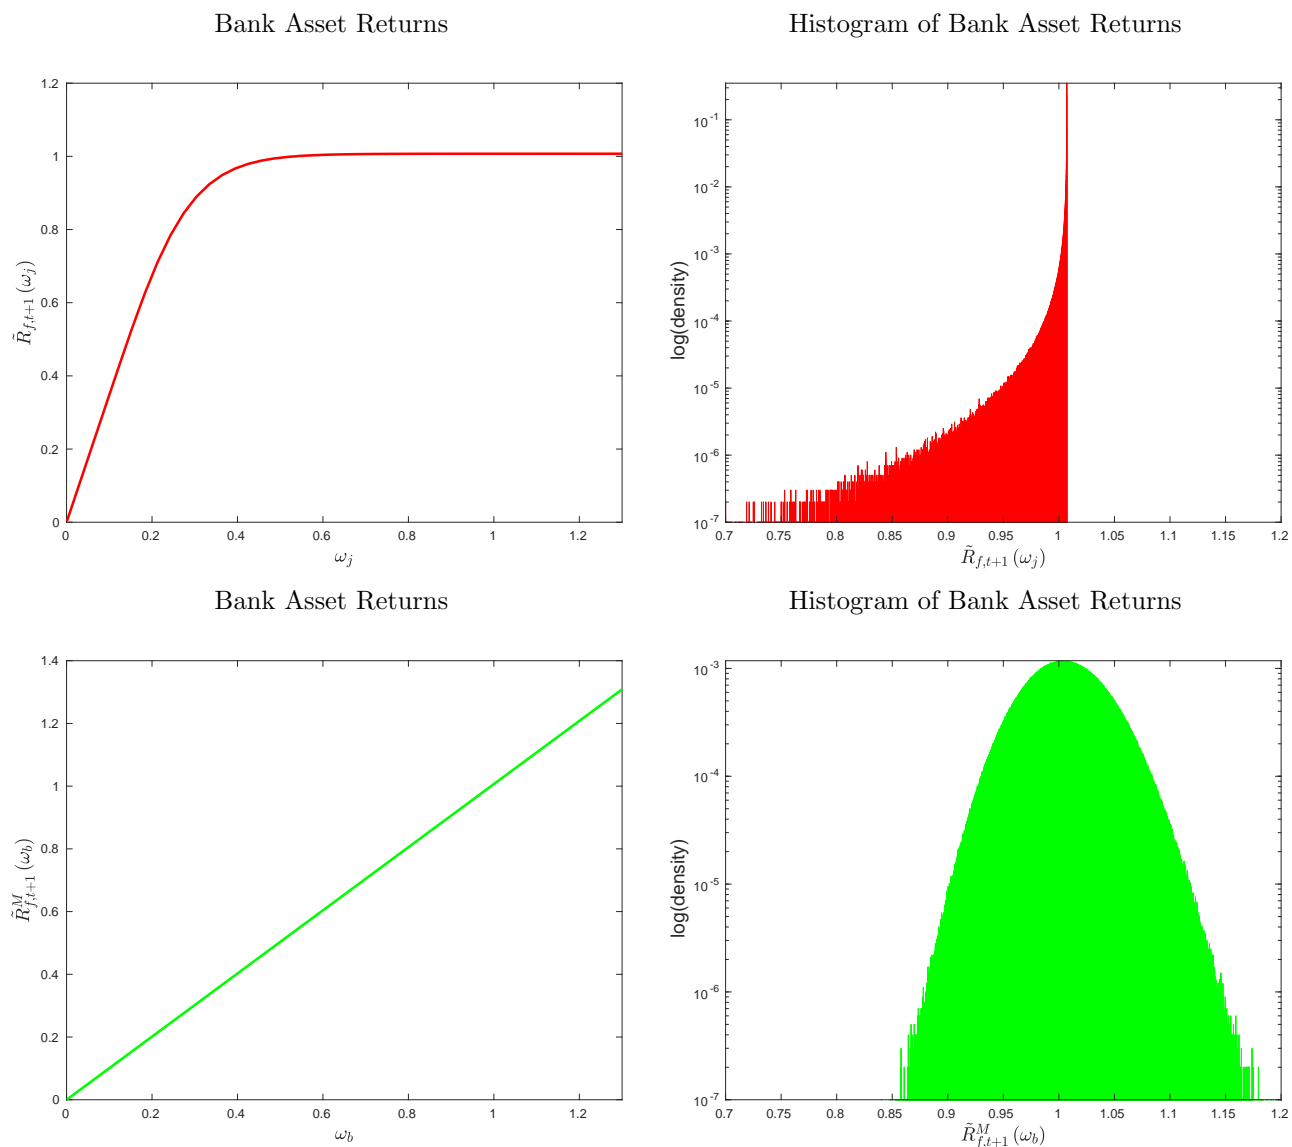 Bank Asset Returns
Histogram of Bank Asset Returns
1.2
1
0.8
0.6
0.4
0.2
0
0 0.2 0.4 0.6 0.8 1 1.2
R̃f,t+1 (ωj)
ωj
10^-1
10^-2
10^-3
10^-4
10^-5
10^-6
10^-7
0.7 0.75 0.8 0.85 0.9 0.95 1 1.05 1.1 1.15 1.2
log(density)
R̃f,t+1 (ωj)
Bank Asset Returns
Histogram of Bank Asset Returns
1.4
1.2
1
0.8
0.6
0.4
0.2
0
0 0.2 0.4 0.6 0.8 1 1.2
R̃^M f,t+1 (ωb)
ωb
10^-3
10^-4
10^-5
10^-6
10^-7
0.7 0.75 0.8 0.85 0.9 0.95 1 1.05 1.1 1.15 1.2
log(density)
R̃^M f,t+1 (ωb)